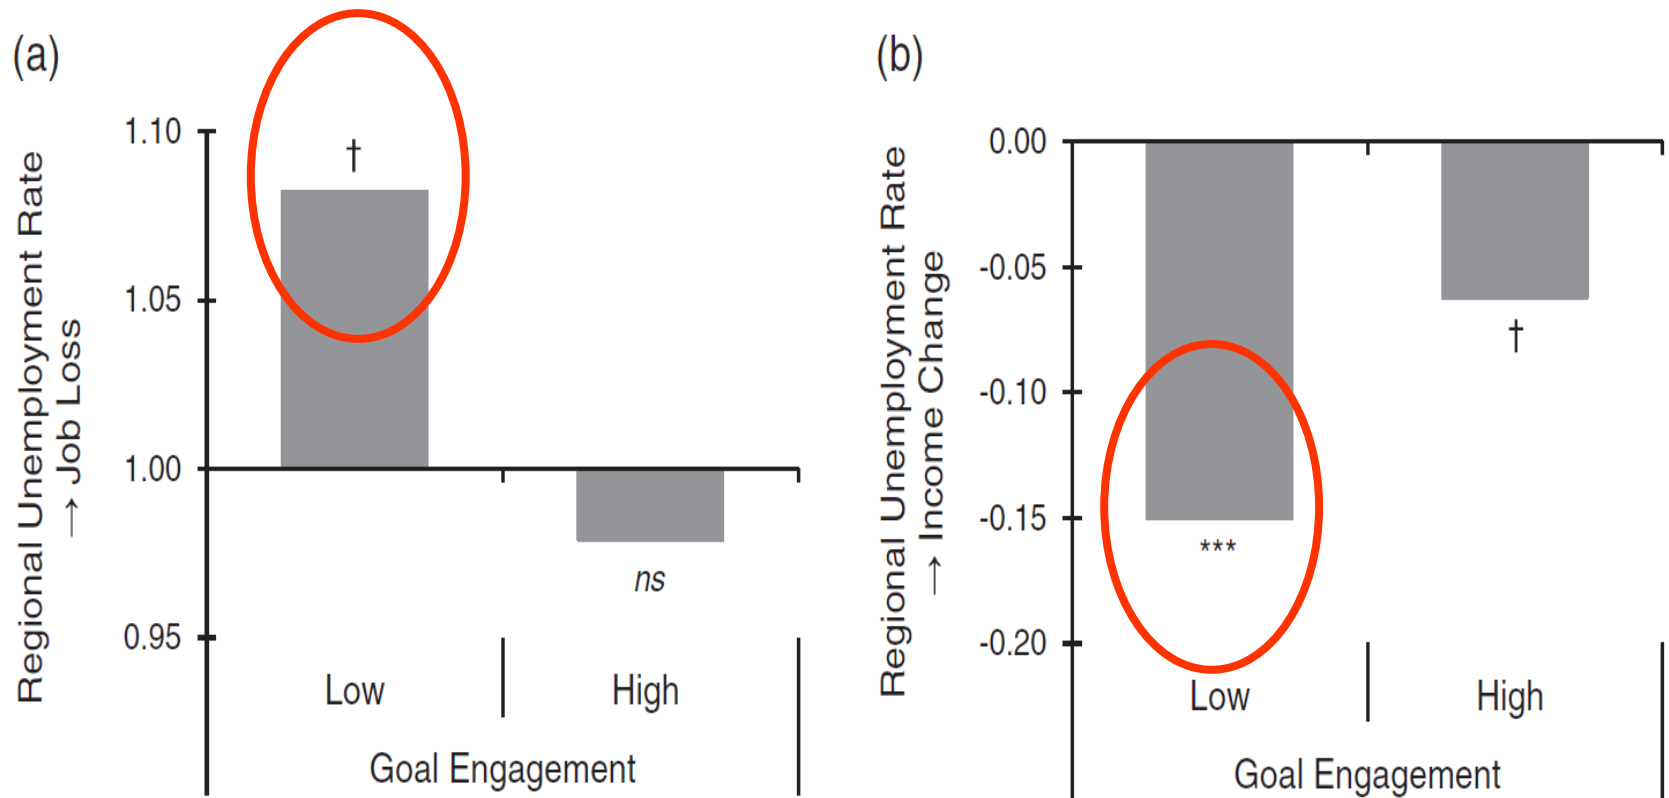 (a)
Regional Unemployment Rate
→ Job Loss
1.10
1.05
1.00
0.95
†
ns
Low
High
Goal Engagement
(b)
Regional Unemployment Rate
→ Income Change
0.00
-0.05
-0.10
-0.15
-0.20
***
†
Low
High
Goal Engagement